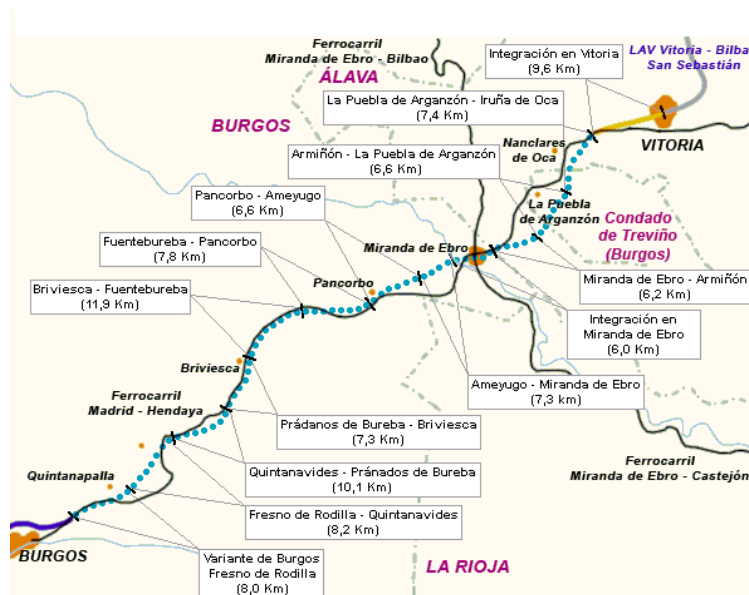 Ferrocarril
Miranda de Ebro - Bilbao
ÁLAVA
BURGOS
Integración en Vitoria
(9,6 Km)
LAV Vitoria - Bilba
San Sebastián
La Puebla de Arganzón - Iruña de Oca
(7,4 Km)
Nanclares
de Oca
VITORIA
Armiñón - La Puebla de Arganzón
(6,6 Km)
Pancorbo - Ameyugo
(6,6 Km)
La Puebla
de Arganzón
Condado
de Treviño
(Burgos)
Fuentebureba - Pancorbo
(7,8 Km)
Miranda de Ebro
Briviesca - Fuentebureba
(11,9 Km)
Pancorbo
Miranda de Ebro - Armiñón
(6,2 Km)
Integración en
Miranda de Ebro
(6,0 Km)
Briviesca
Ameyugo - Miranda de Ebro
(7,3 km)
Ferrocarril
Madrid - Hendaya
Prádanos de Bureba - Briviesca
(7,3 Km)
Quintanapalla
Quintanavides - Pránados de Bureba
(10,1 Km)
Ferrocarril
Miranda de Ebro - Castejón
Fresno de Rodilla - Quintanavides
(8,2 Km)
BURGOS
Variante de Burgos
Fresno de Rodilla
(8,0 Km)
LA RIOJA